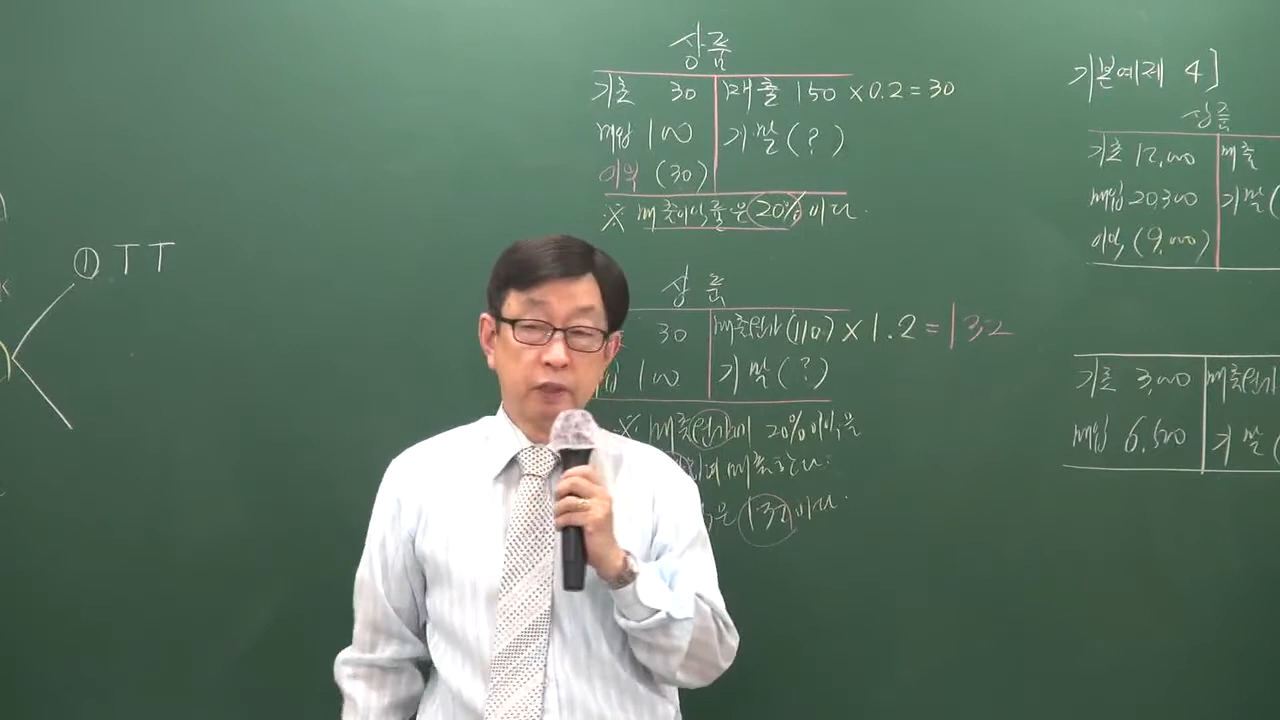 ① T T
상품
기초 30 매출 150 × 0.2 = 30
매입 100 기말 (?)
이익 (30)
※ 매출이익률은 20% 이다.
상품
30 매출원가 (110) × 1.2 = 132
입 100 기말 (?)
※ 매출원가에 20% 이익을
매출한다.
은 132이다.
기본예제 4]
상품
기초 12,000 매출
매입 20,300 기말 (
이익 (9,000)
기초 3,000 매출원가
매입 6,500 기말 (